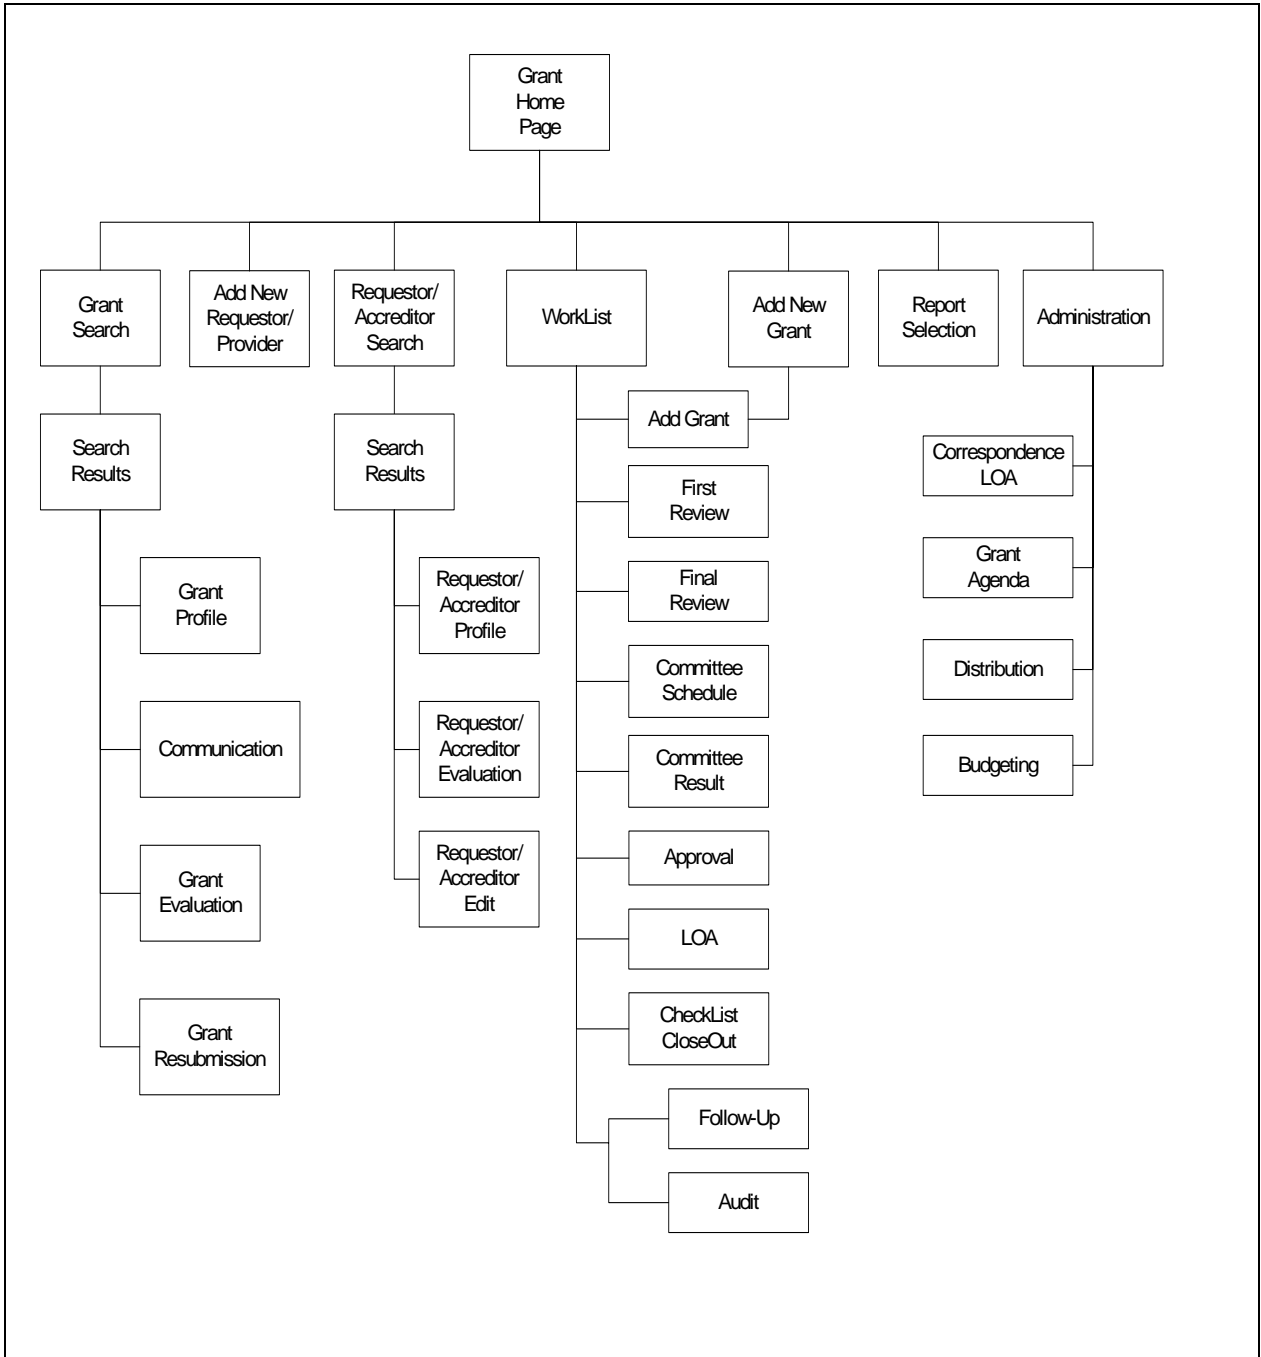 Grant
Home
Page
Grant
Search
Add New
Requestor/
Provider
Requestor/
Accreditor
Search
WorkList
Add New
Grant
Report
Selection
Administration
Search
Results
Search
Results
Add Grant
Correspondence
LOA
First
Review
Grant
Profile
Requestor/
Accreditor
Profile
Final
Review
Grant
Agenda
Committee
Schedule
Distribution
Communication
Requestor/
Accreditor
Evaluation
Committee
Result
Budgeting
Grant
Evaluation
Requestor/
Accreditor
Edit
Approval
LOA
Grant
Resubmission
CheckList
CloseOut
Follow-Up
Audit